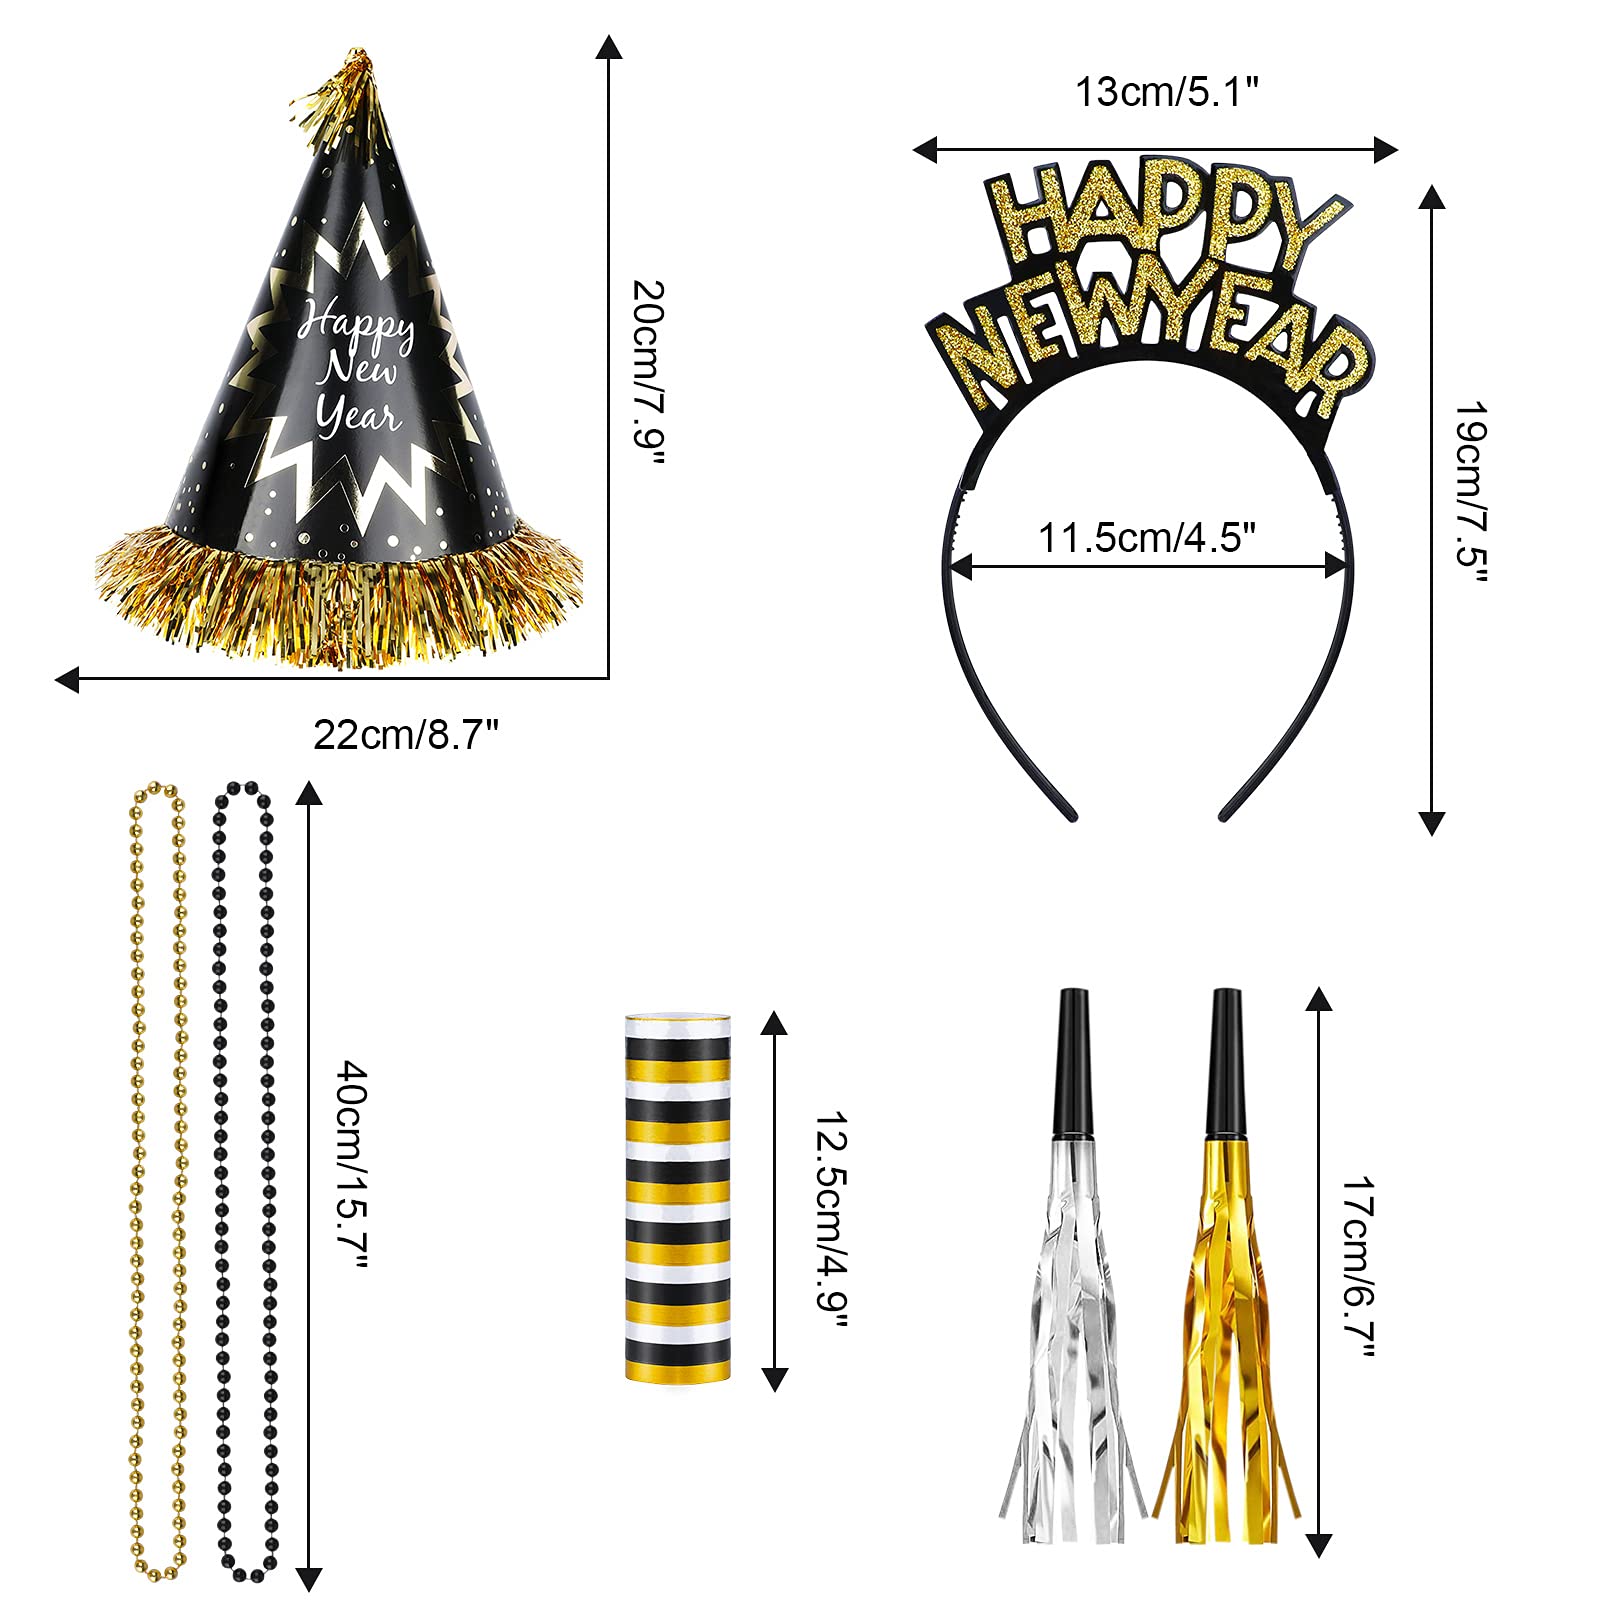 Happy
New
Year
20cm/7.9"
22cm/8.7"
13cm/5.1"
HAPPY
NEWYEAR
19cm/7.5"
11.5cm/4.5"
40cm/15.7"
12.5cm/4.9"
17cm/6.7"